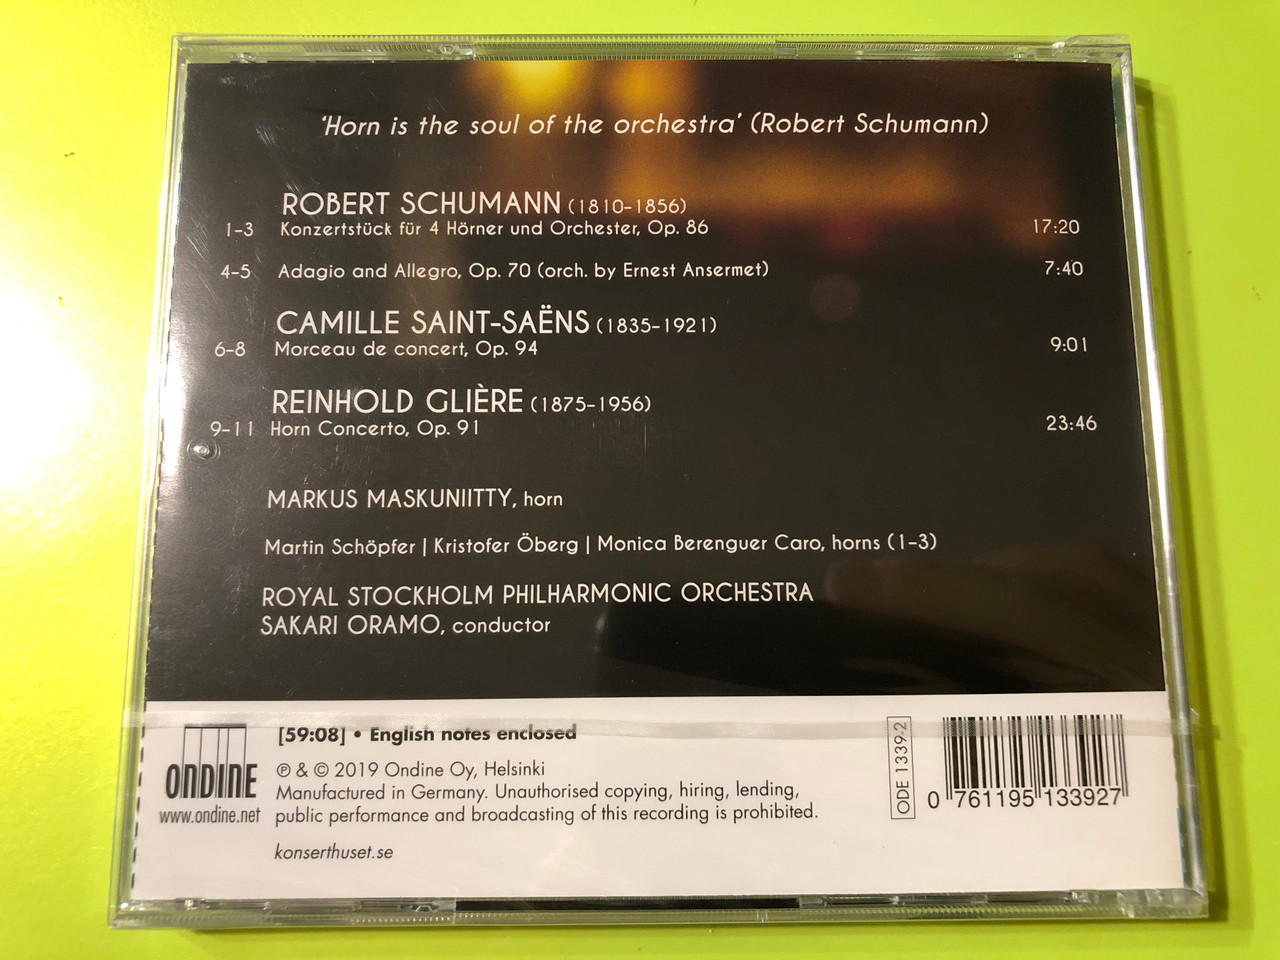 'Horn is the soul of the orchestra' (Robert Schumann)
ROBERT SCHUMANN (1810–1856)
1–3 Konzertstück für 4 Hörner und Orchester, Op. 86 17:20
4–5 Adagio and Allegro, Op. 70 (orch. by Ernest Ansermet) 7:40
CAMILLE SAINT-SAËNS (1835–1921)
6–8 Morceau de concert, Op. 94 9:01
REINHOLD GLIÈRE (1875–1956)
9–11 Horn Concerto, Op. 91 23:46
MARKUS MASKUNIITTY, horn
Martin Schöpfer | Kristofer Öberg | Monica Berenguer Caro, horns (1–3)
ROYAL STOCKHOLM PHILHARMONIC ORCHESTRA
SAKARI ORAMO, conductor
ONDINE
www.ondine.net
[59:08] • English notes enclosed
℗ & © 2019 Ondine Oy, Helsinki
Manufactured in Germany. Unauthorised copying, hiring, lending,
public performance and broadcasting of this recording is prohibited.
konserthuset.se
ODE 1339-2
0 761195 133927